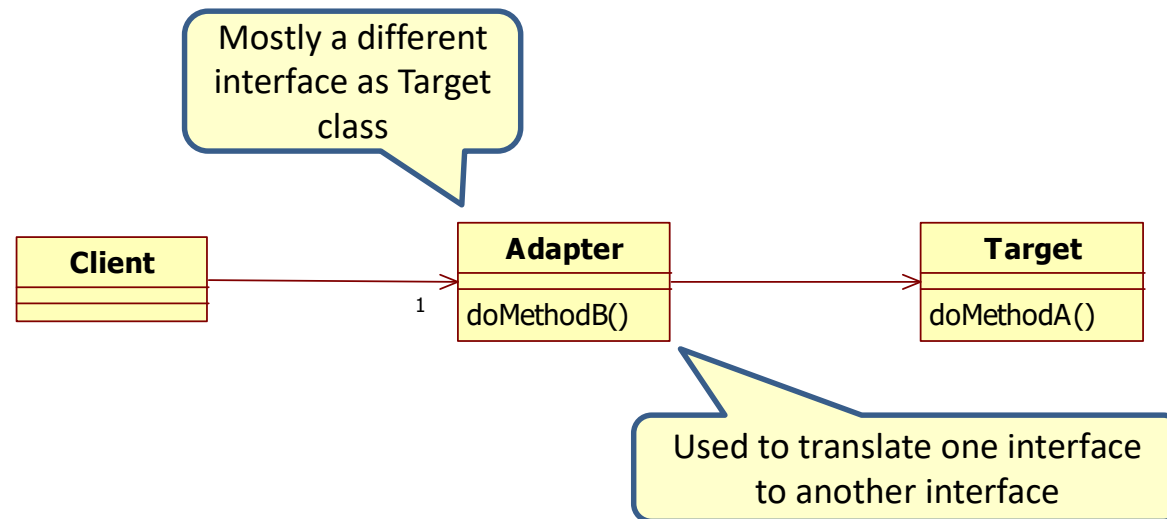 Mostly a different
interface as Target
class
Client
1
Adapter
doMethodB()
Target
doMethodA()
Used to translate one interface
to another interface